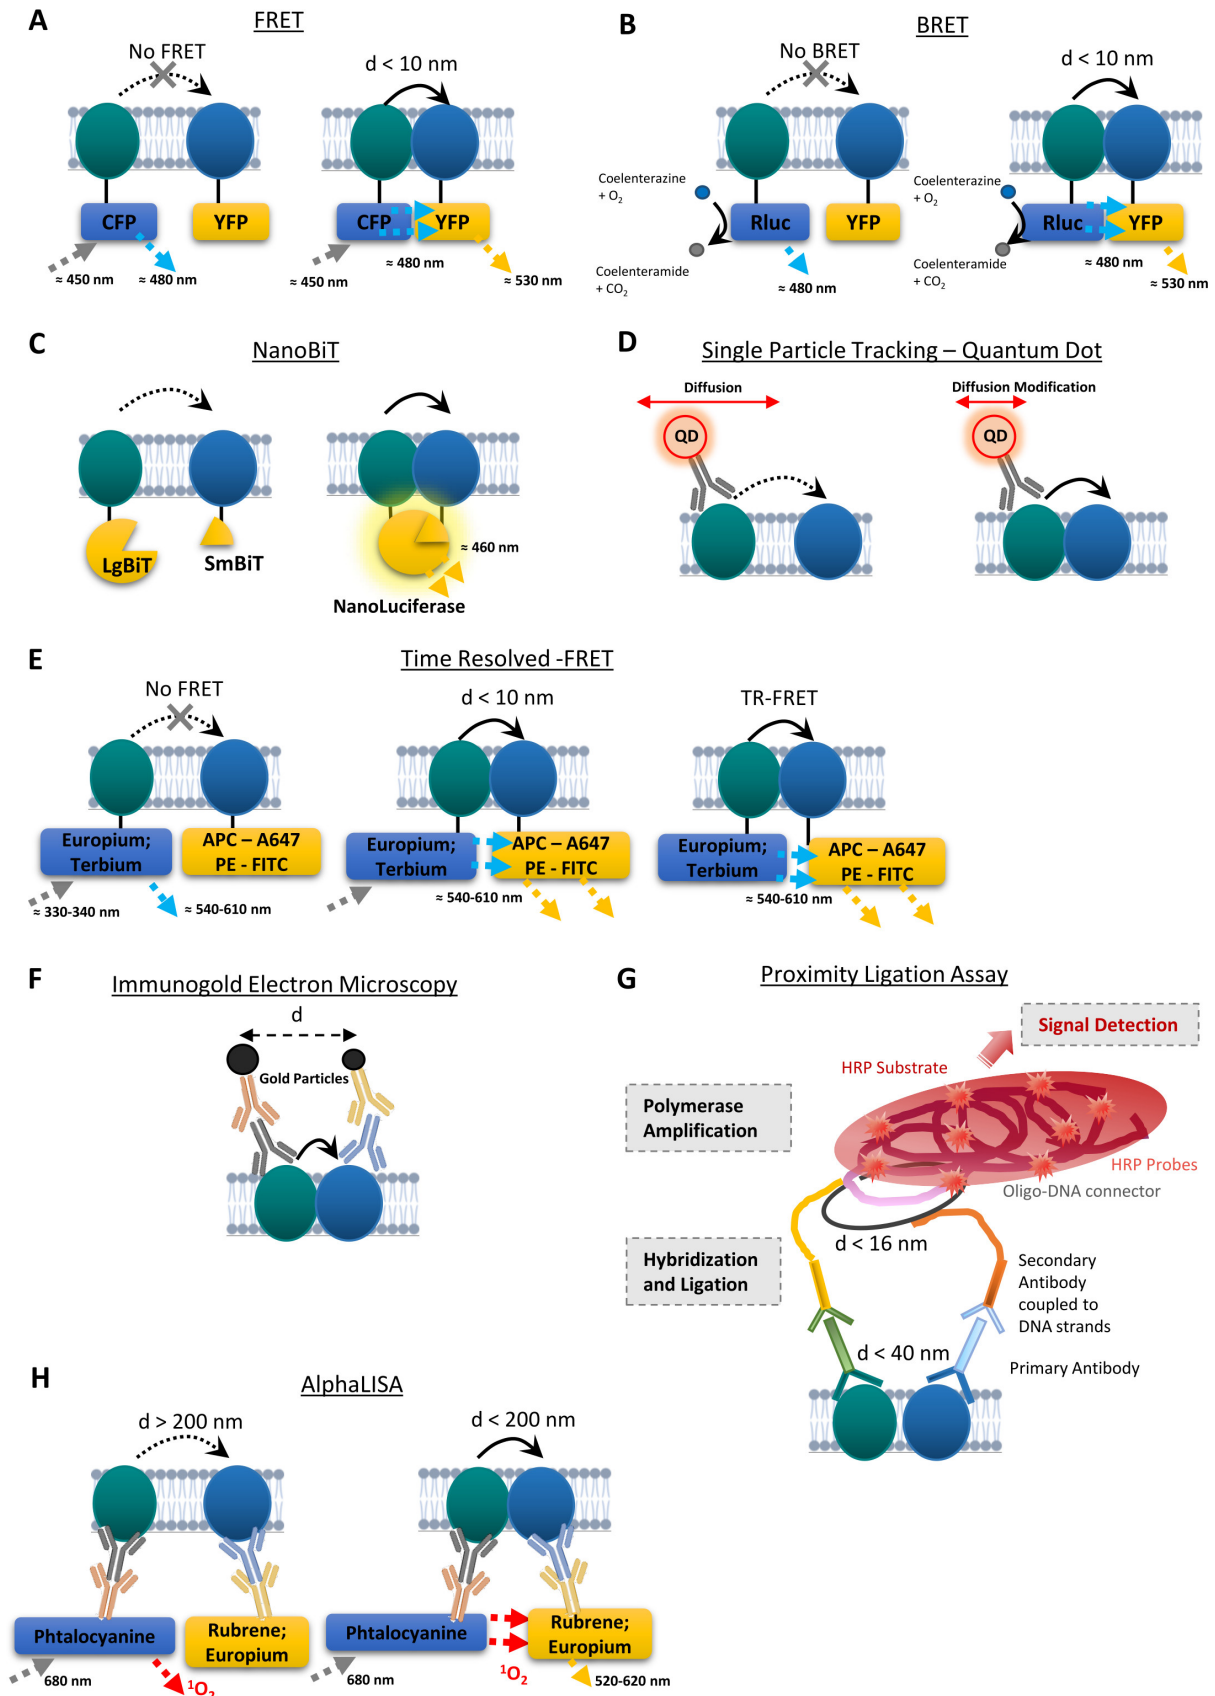 A
FRET
No FRET
d < 10 nm
CFP
YFP
CFP
YFP
≈ 450 nm
≈ 480 nm
≈ 450 nm
≈ 480 nm
≈ 530 nm
B
BRET
No BRET
d < 10 nm
Coelenterazine
+ O₂
Rluc
YFP
Coelenteramide
+ CO₂
≈ 480 nm
Coelenterazine
+ O₂
Rluc
YFP
Coelenteramide
+ CO₂
≈ 480 nm
≈ 530 nm
C
NanoBiT
LgBiT
SmBiT
≈ 460 nm
NanoLuciferase
D
Single Particle Tracking – Quantum Dot
Diffusion
QD
Diffusion Modification
QD
E
Time Resolved -FRET
No FRET
d < 10 nm
TR-FRET
Europium;
Terbium
APC – A647
PE - FITC
≈ 330-340 nm
≈ 540-610 nm
Europium;
Terbium
APC – A647
PE - FITC
≈ 540-610 nm
Europium;
Terbium
APC – A647
PE - FITC
≈ 540-610 nm
F
Immunogold Electron Microscopy
d
Gold Particles
G
Proximity Ligation Assay
Signal Detection
HRP Substrate
Polymerase
Amplification
HRP Probes
Oligo-DNA connector
d < 16 nm
Hybridization
and Ligation
Secondary
Antibody
coupled to
DNA strands
d < 40 nm
Primary Antibody
H
AlphaLISA
d > 200 nm
d < 200 nm
Phtalocyanine
Rubrene;
Europium
680 nm
¹O₂
Phtalocyanine
Rubrene;
Europium
680 nm
¹O₂
520-620 nm